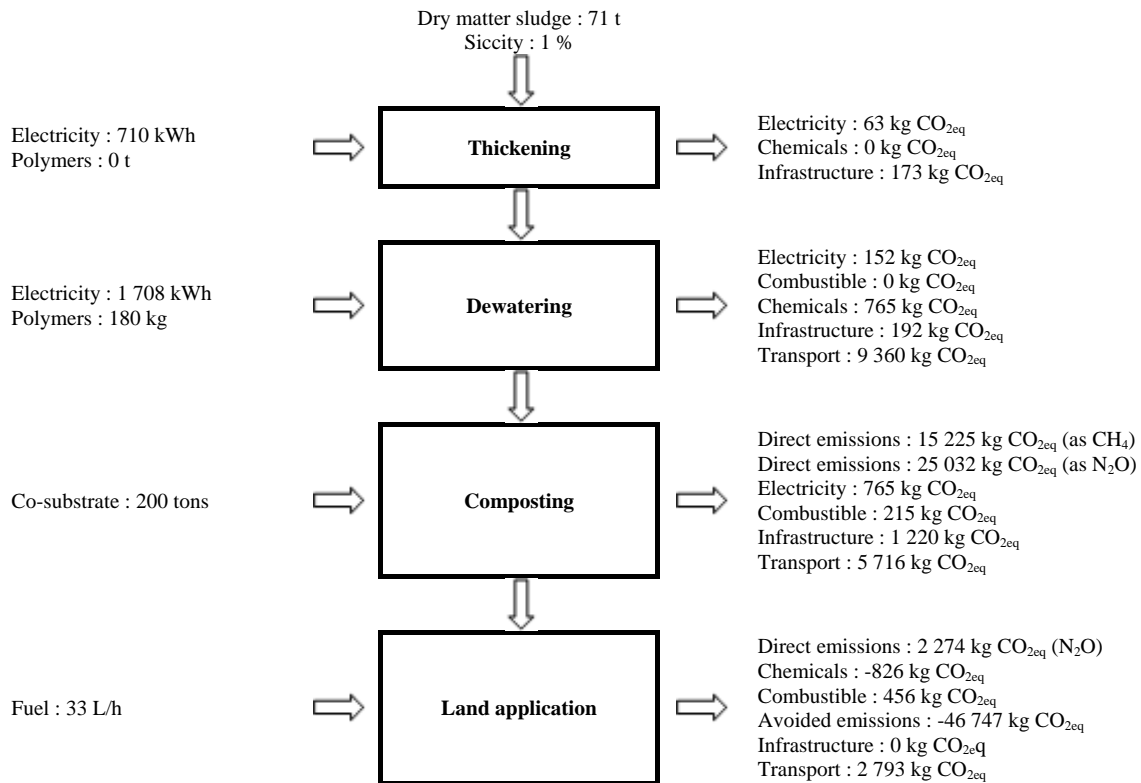 Dry matter sludge : 71 t
Siccity : 1 %
Electricity : 710 kWh
Polymers : 0 t
Thickening
Electricity : 63 kg CO2eq
Chemicals : 0 kg CO2eq
Infrastructure : 173 kg CO2eq
Electricity : 1 708 kWh
Polymers : 180 kg
Dewatering
Electricity : 152 kg CO2eq
Combustible : 0 kg CO2eq
Chemicals : 765 kg CO2eq
Infrastructure : 192 kg CO2eq
Transport : 9 360 kg CO2eq
Co-substrate : 200 tons
Composting
Direct emissions : 15 225 kg CO2eq (as CH4)
Direct emissions : 25 032 kg CO2eq (as N2O)
Electricity : 765 kg CO2eq
Combustible : 215 kg CO2eq
Infrastructure : 1 220 kg CO2eq
Transport : 5 716 kg CO2eq
Fuel : 33 L/h
Land application
Direct emissions : 2 274 kg CO2eq (N2O)
Chemicals : -826 kg CO2eq
Combustible : 456 kg CO2eq
Avoided emissions : -46 747 kg CO2eq
Infrastructure : 0 kg CO2eq
Transport : 2 793 kg CO2eq